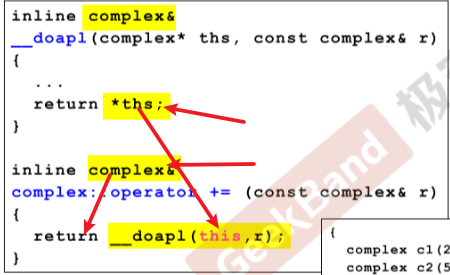 inline complex&
__doapl(complex* ths, const complex& r)
{
...
return *ths;
}
inline complex&
complex::operator += (const complex& r)
{
return __doapl(this,r);
}
{
complex c1(2
complex c2(5
GeekBand
极